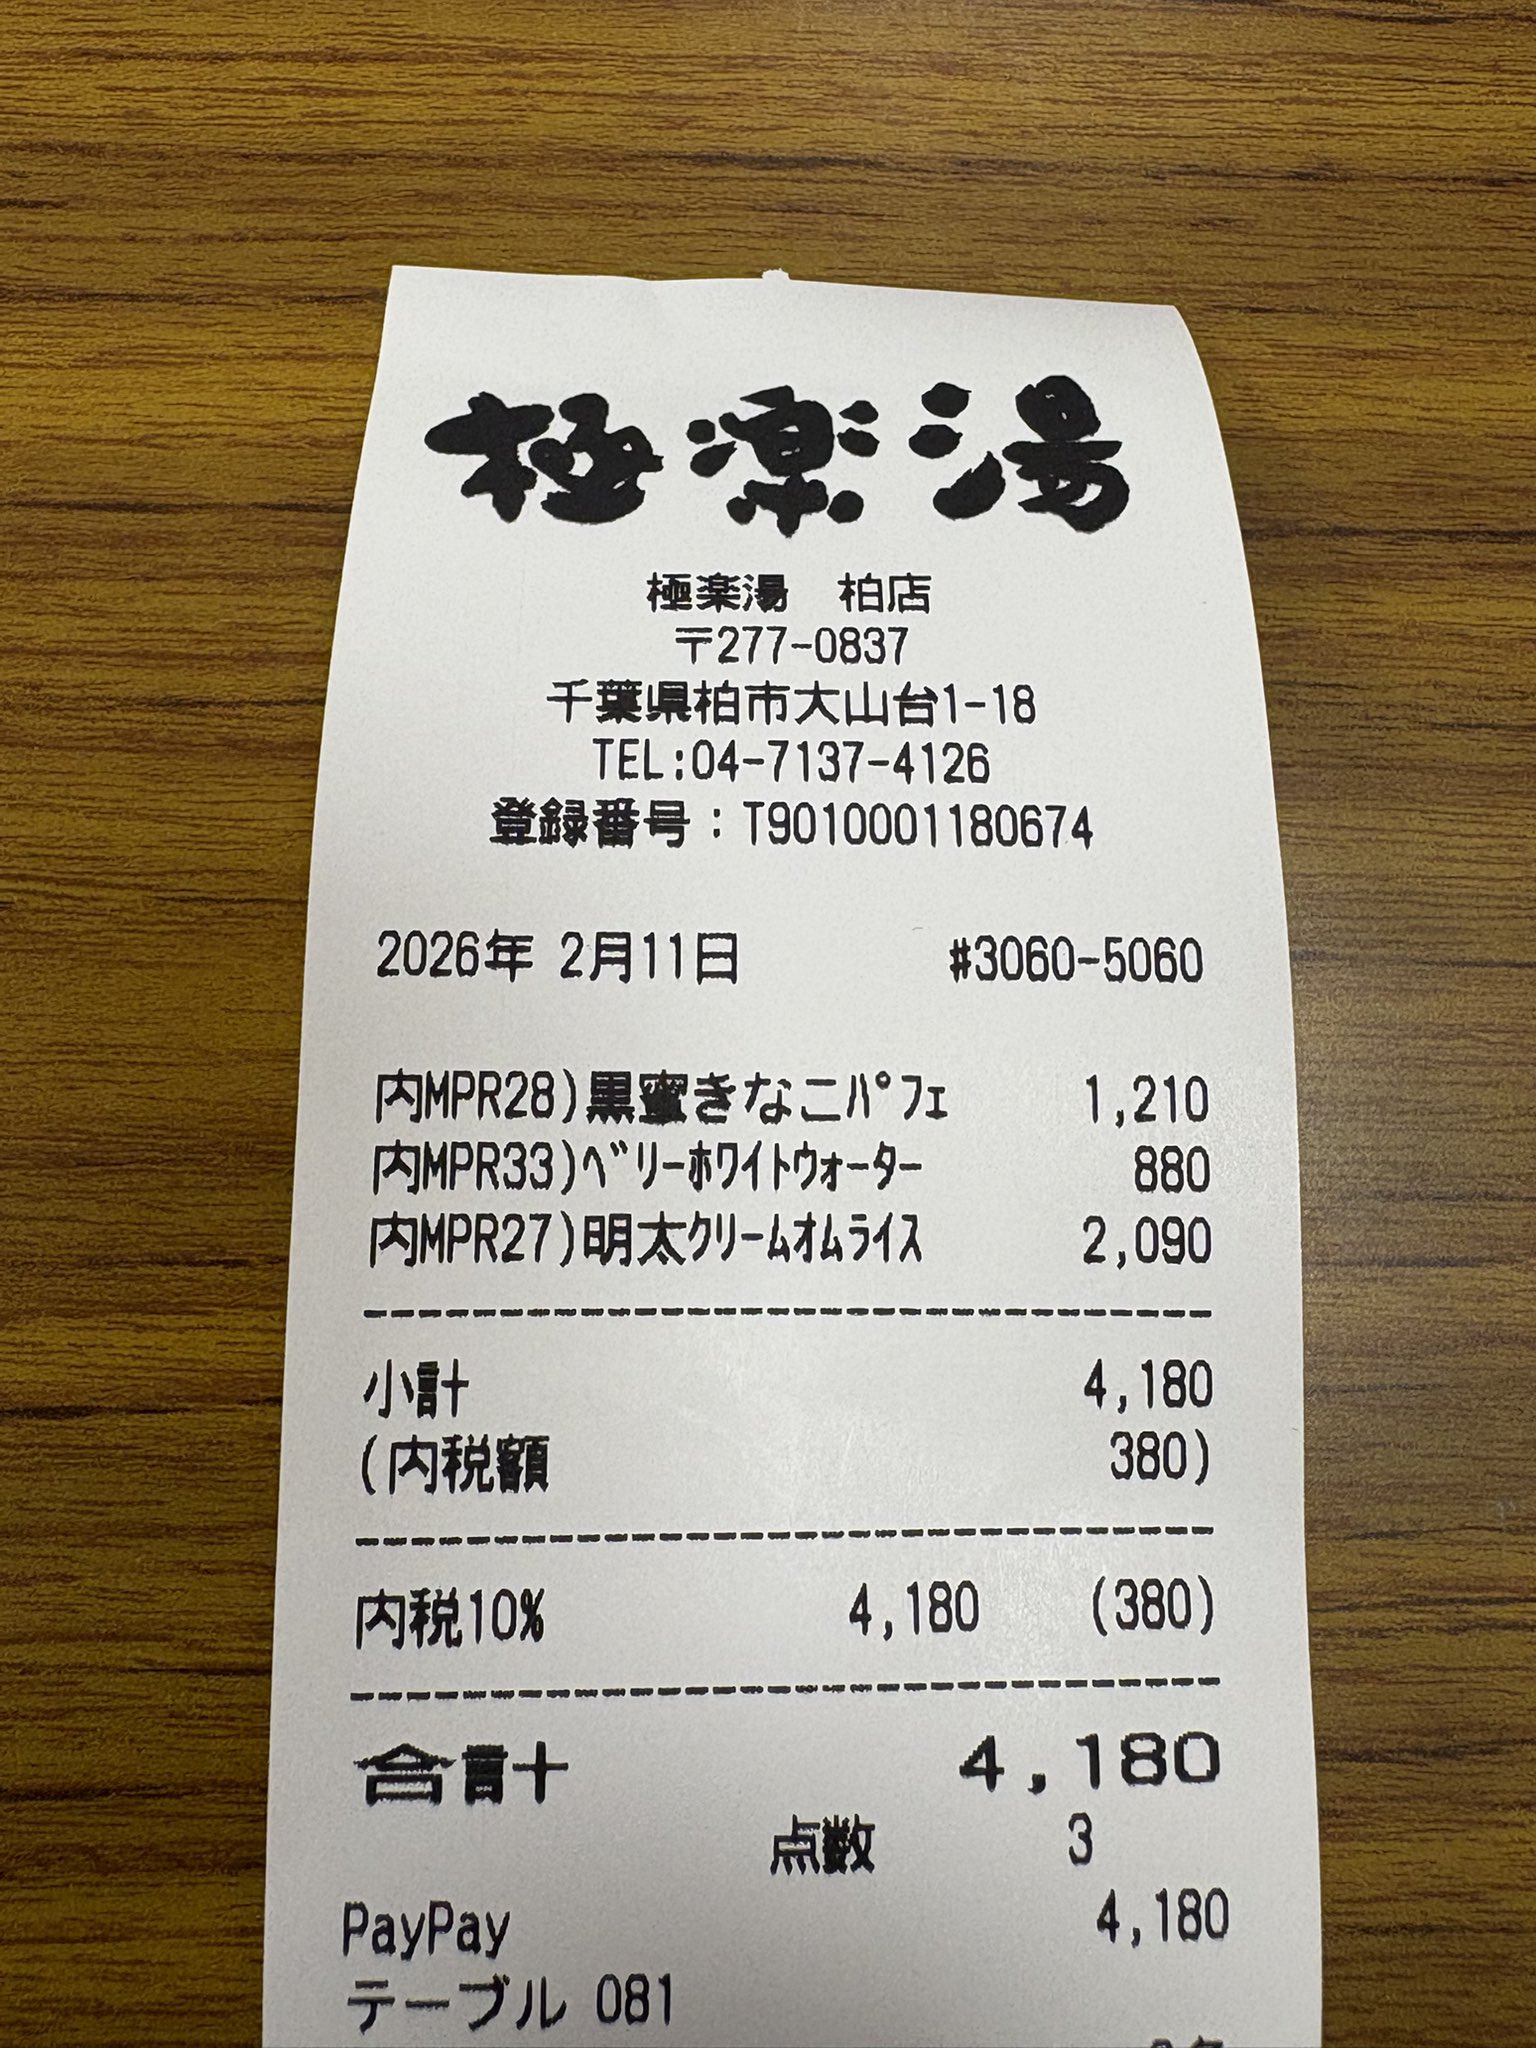 極楽湯
極楽湯　柏店
〒277-0837
千葉県柏市大山台1-18
TEL:04-7137-4126
登録番号：T9010001180674
2026年 2月11日 #3060-5060
内MPR28)黒蜜きなこﾊﾟﾌｪ 1,210
内MPR33)ﾍﾞﾘｰﾎﾜｲﾄｳｫｰﾀｰ 880
内MPR27)明太ｸﾘｰﾑｵﾑﾗｲｽ 2,090
小計 4,180
(内税額 380)
内税10% 4,180 (380)
合計 4,180
点数 3
PayPay 4,180
テーブル 081